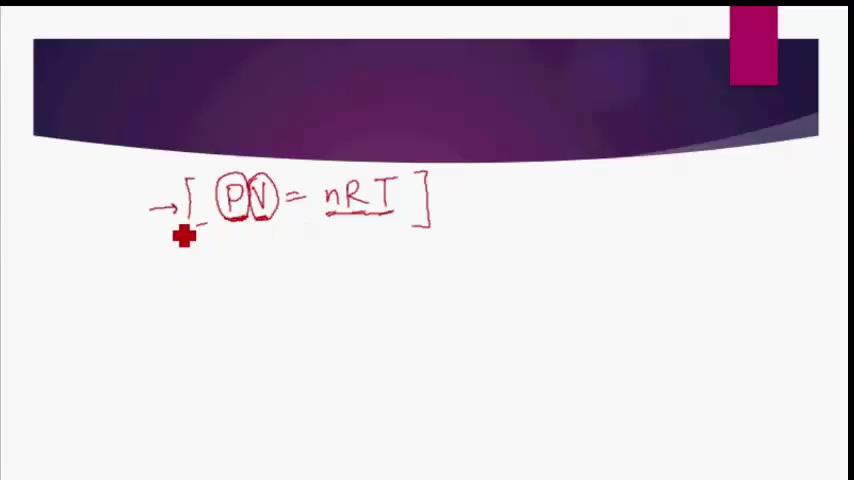 → [ PV = nRT ]